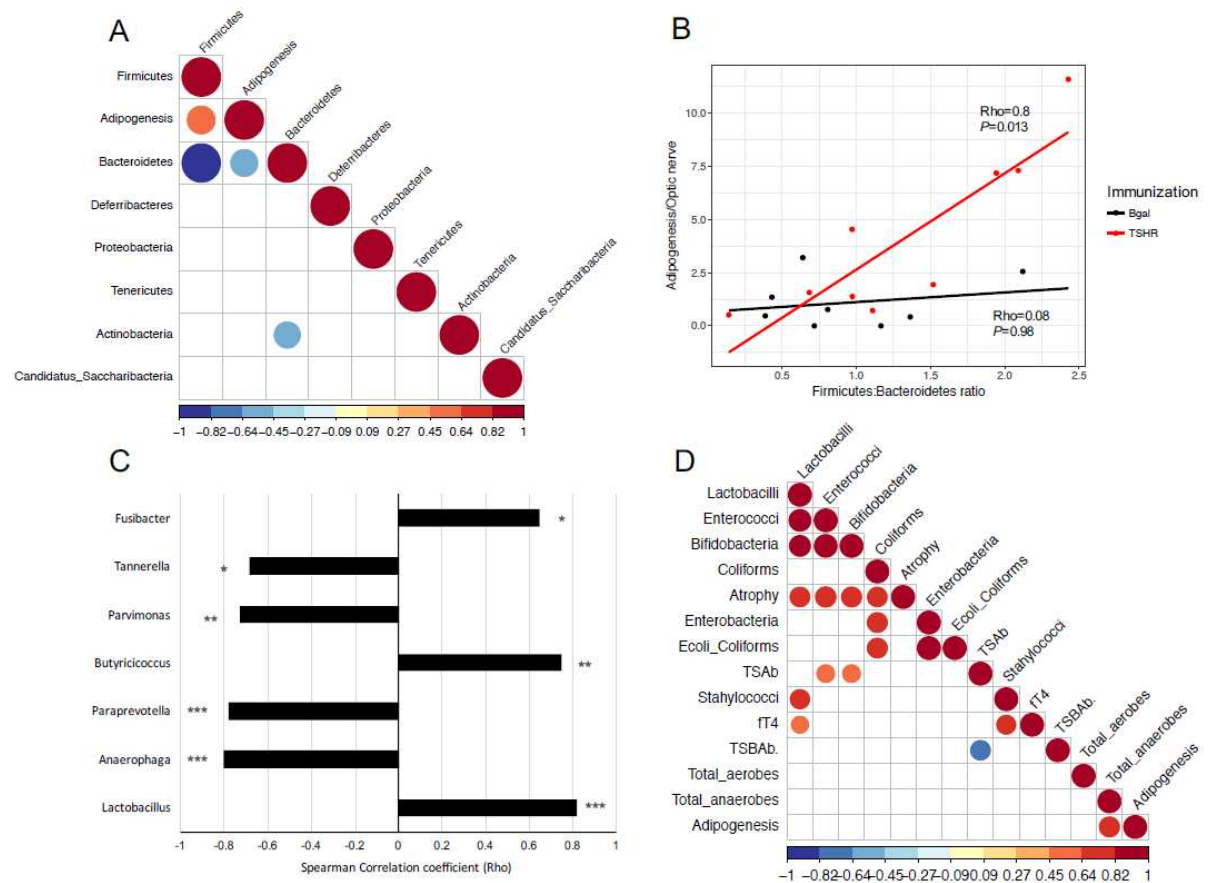 A
Firmicutes
Adipogenesis
Bacteroidetes
Deferribacteres
Proteobacteria
Tenericutes
Actinobacteria
Candidatus_Saccharibacteria
Firmicutes
Adipogenesis
Bacteroidetes
Deferribacteres
Proteobacteria
Tenericutes
Actinobacteria
Candidatus_Saccharibacteria
-1 -0.82 -0.64 -0.45 -0.27 -0.09 0.09 0.27 0.45 0.64 0.82 1
B
Adipogenesis/Optic nerve
10.0
7.5
5.0
2.5
0.0
Rho=0.8
P=0.013
Rho=0.08
P=0.98
0.5 1.0 1.5 2.0 2.5
Firmicutes:Bacteroidetes ratio
Immunization
Bgal
TSHR
C
Fusibacter *
Tannerella *
Parvimonas **
Butyricicoccus **
Paraprevotella ***
Anaerophaga ***
Lactobacillus ***
-1 -0.8 -0.6 -0.4 -0.2 0 0.2 0.4 0.6 0.8 1
Spearman Correlation coefficient (Rho)
D
Lactobacilli
Enterococci
Bifidobacteria
Coliforms
Atrophy
Enterobacteria
Ecoli_Coliforms
TSAb
Stahylococci
fT4
TSBAb.
Total_aerobes
Total_anaerobes
Adipogenesis
Lactobacilli
Enterococci
Bifidobacteria
Coliforms
Atrophy
Enterobacteria
Ecoli_Coliforms
TSAb
Stahylococci
fT4
TSBAb.
Total_aerobes
Total_anaerobes
Adipogenesis
-1 -0.82 -0.64 -0.45 -0.27 -0.09 0.09 0.27 0.45 0.64 0.82 1